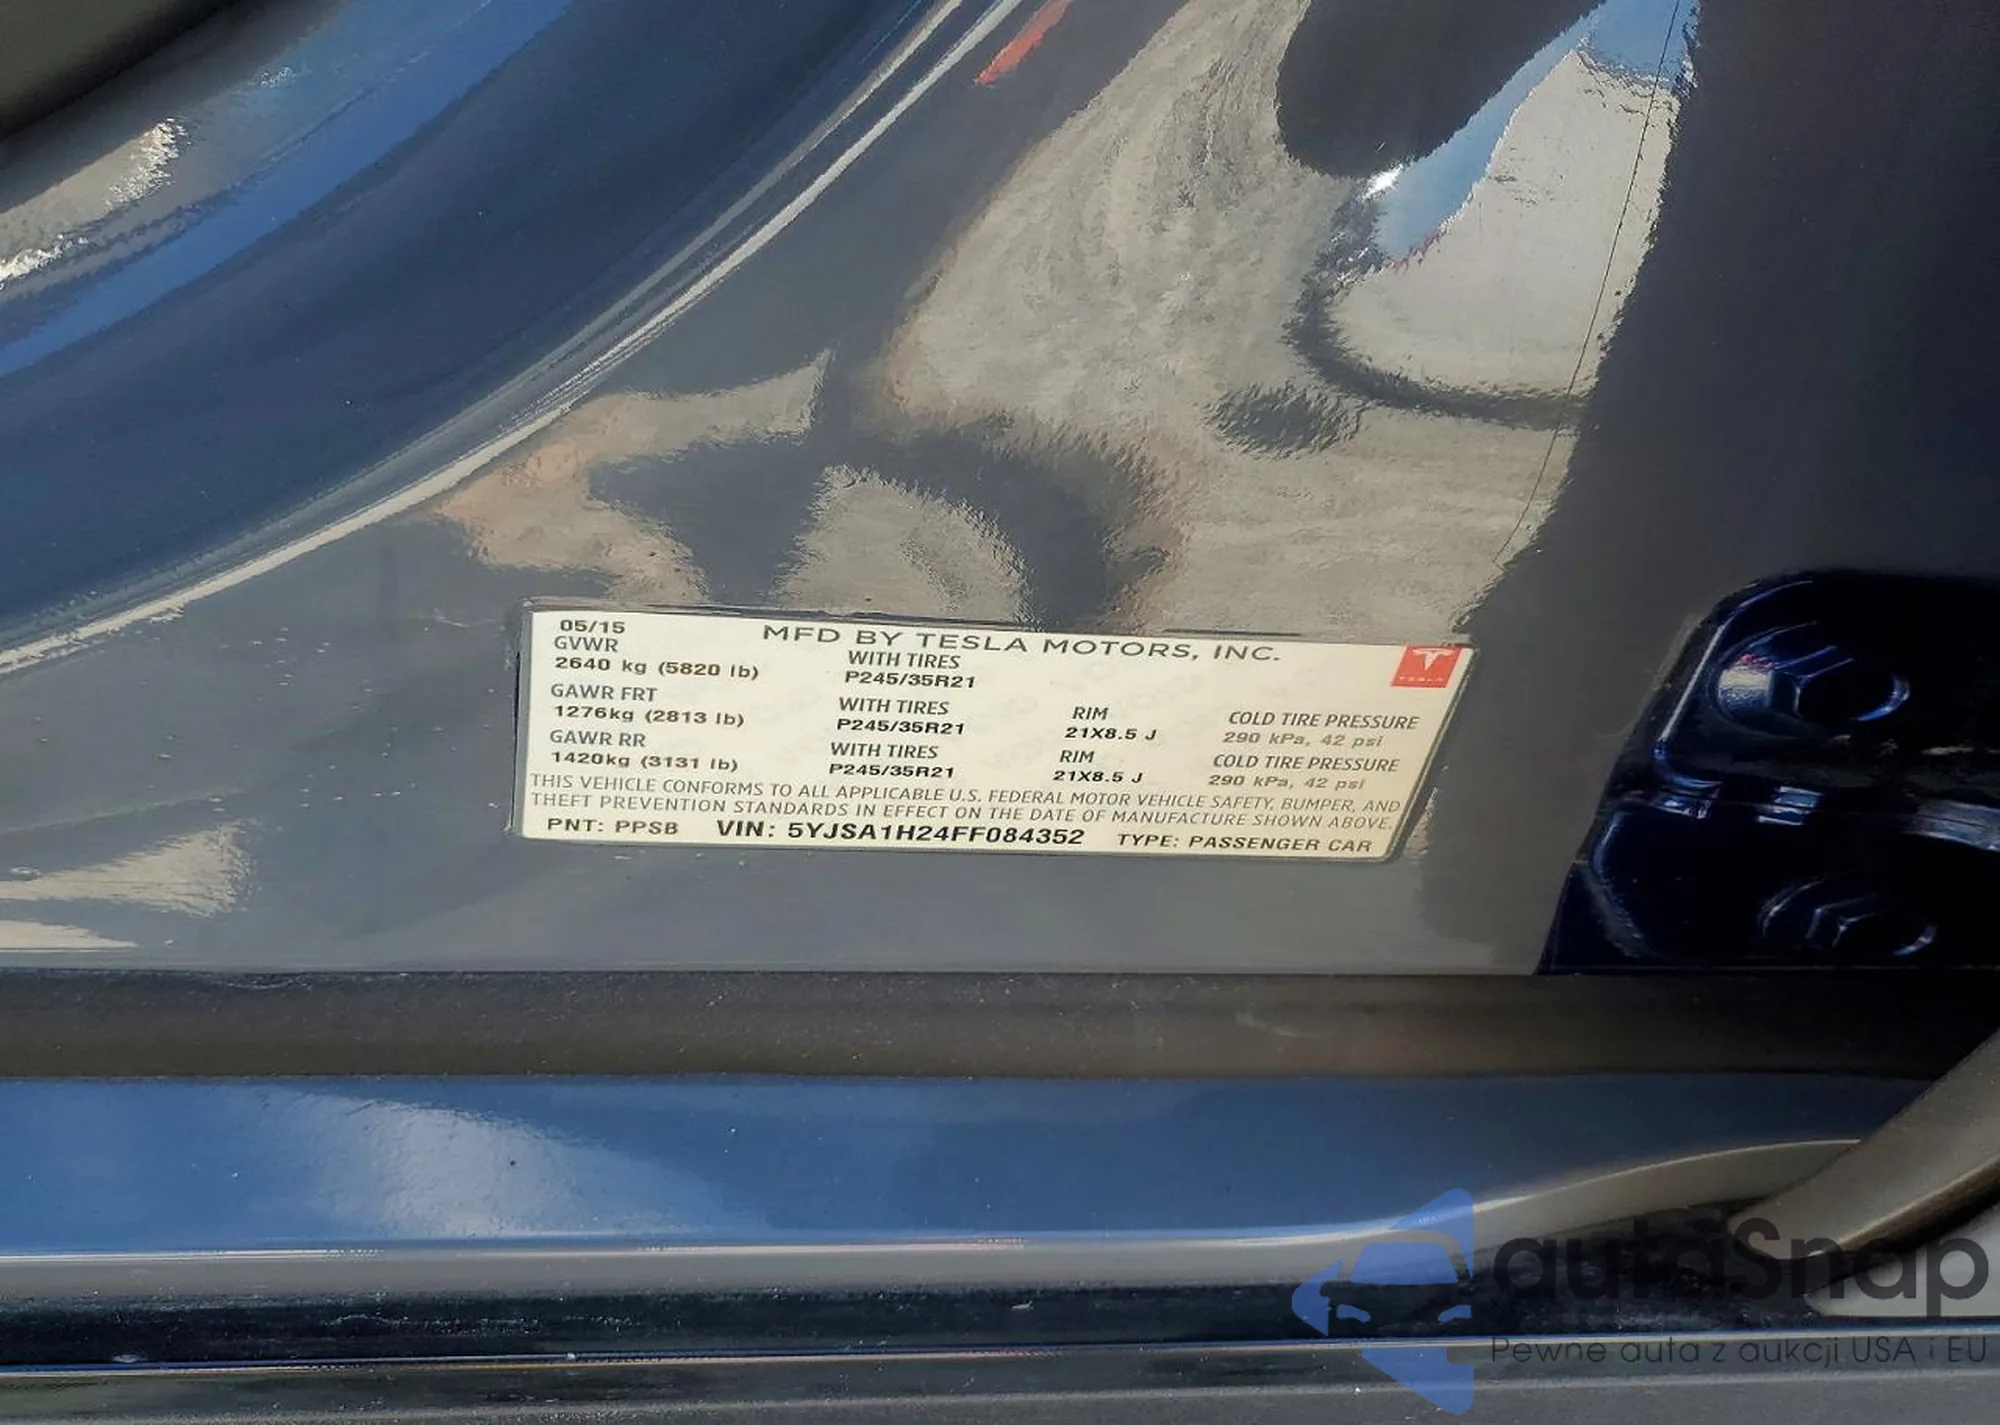 05/15 MFD BY TESLA MOTORS, INC.
GVWR WITH TIRES
2640 kg (5820 lb) P245/35R21
TESLA
GAWR FRT WITH TIRES RIM COLD TIRE PRESSURE
1276kg (2813 lb) P245/35R21 21X8.5 J 290 kPa, 42 psi
GAWR RR WITH TIRES RIM COLD TIRE PRESSURE
1420kg (3131 lb) P245/35R21 21X8.5 J 290 kPa, 42 psi
THIS VEHICLE CONFORMS TO ALL APPLICABLE U.S. FEDERAL MOTOR VEHICLE SAFETY, BUMPER, AND
THEFT PREVENTION STANDARDS IN EFFECT ON THE DATE OF MANUFACTURE SHOWN ABOVE.
PNT: PPSB VIN: 5YJSA1H24FF084352 TYPE: PASSENGER CAR
autaSnap
Pewne auta z aukcji USA i EU